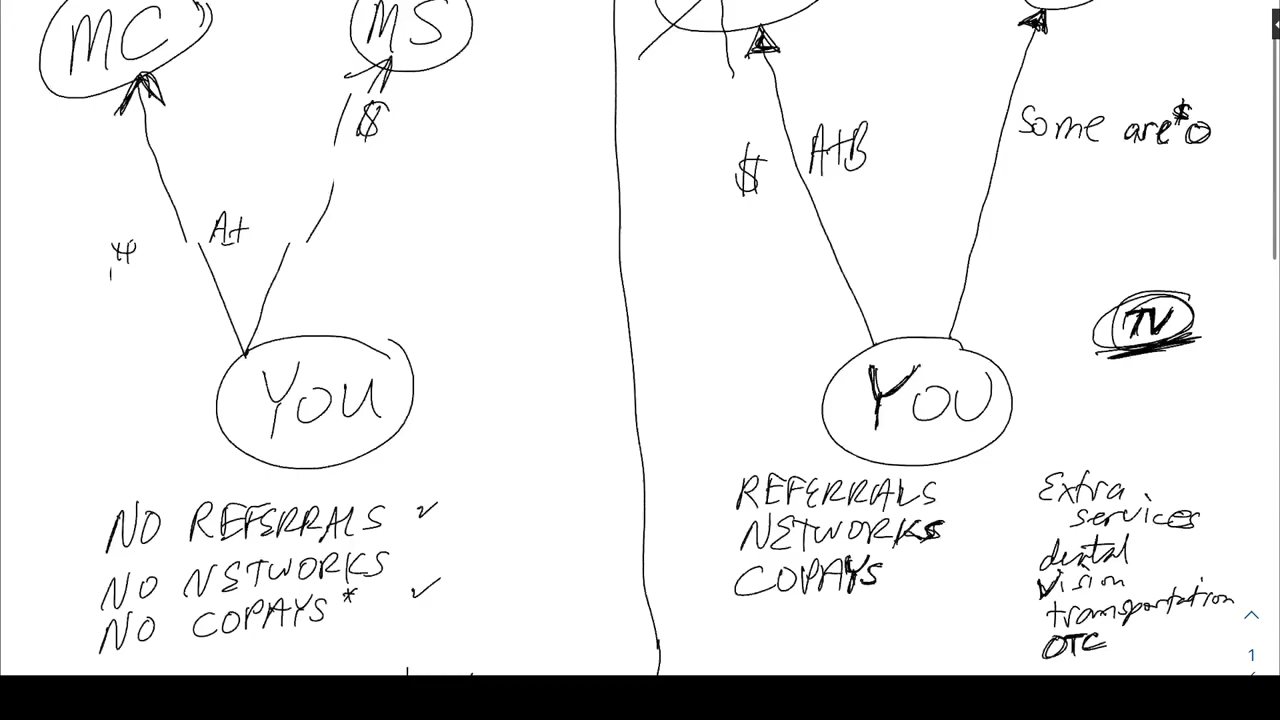 MC
MS
$
A+
YOU
NO REFERRALS
NO NETWORKS
NO COPAYS*
Some are $0
$
A+B
TV
YOU
REFERRALS
NETWORKS
COPAYS
Extra
services
dental
vision
transportation
OTC
1